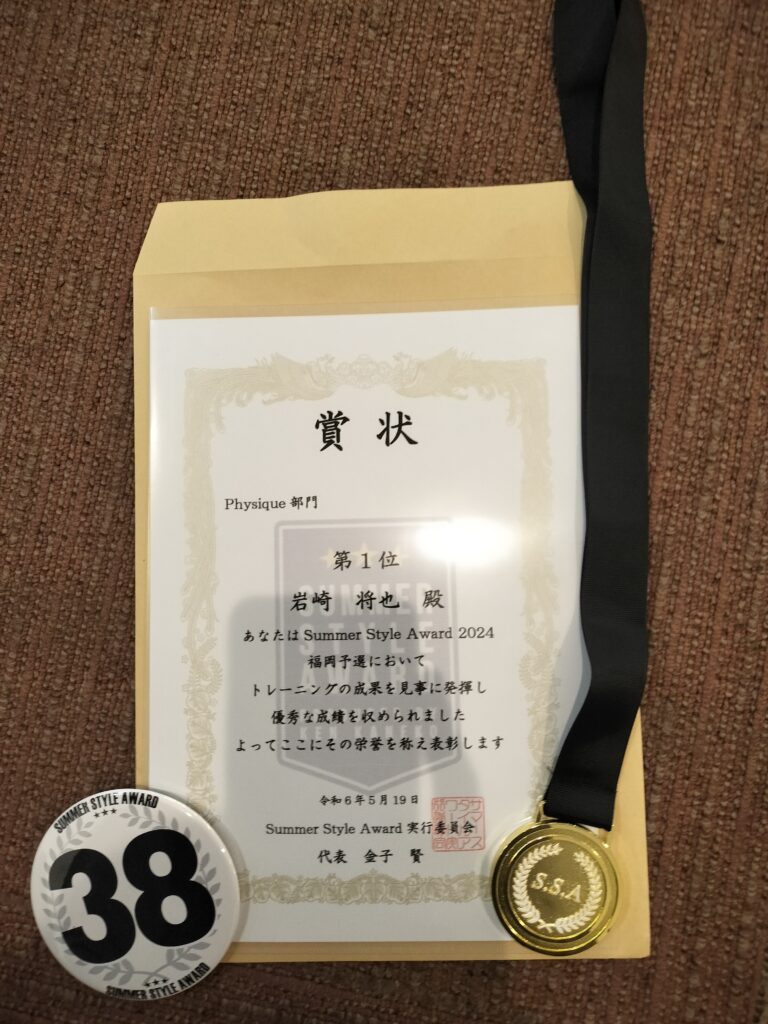 賞状
Physique 部門
第1位
岩崎 将也 殿
あなたは Summer Style Award 2024
福岡予選において
トレーニングの成果を見事に発揮し
優秀な成績を収められました
よってここにその栄誉を称え表彰します
令和6年5月19日
Summer Style Award 実行委員会
代表 金子 賢
SUMMER
STYLE
AWARD
SUMMER STYLE AWARD
38
SUMMER STYLE AWARD
S.S.A